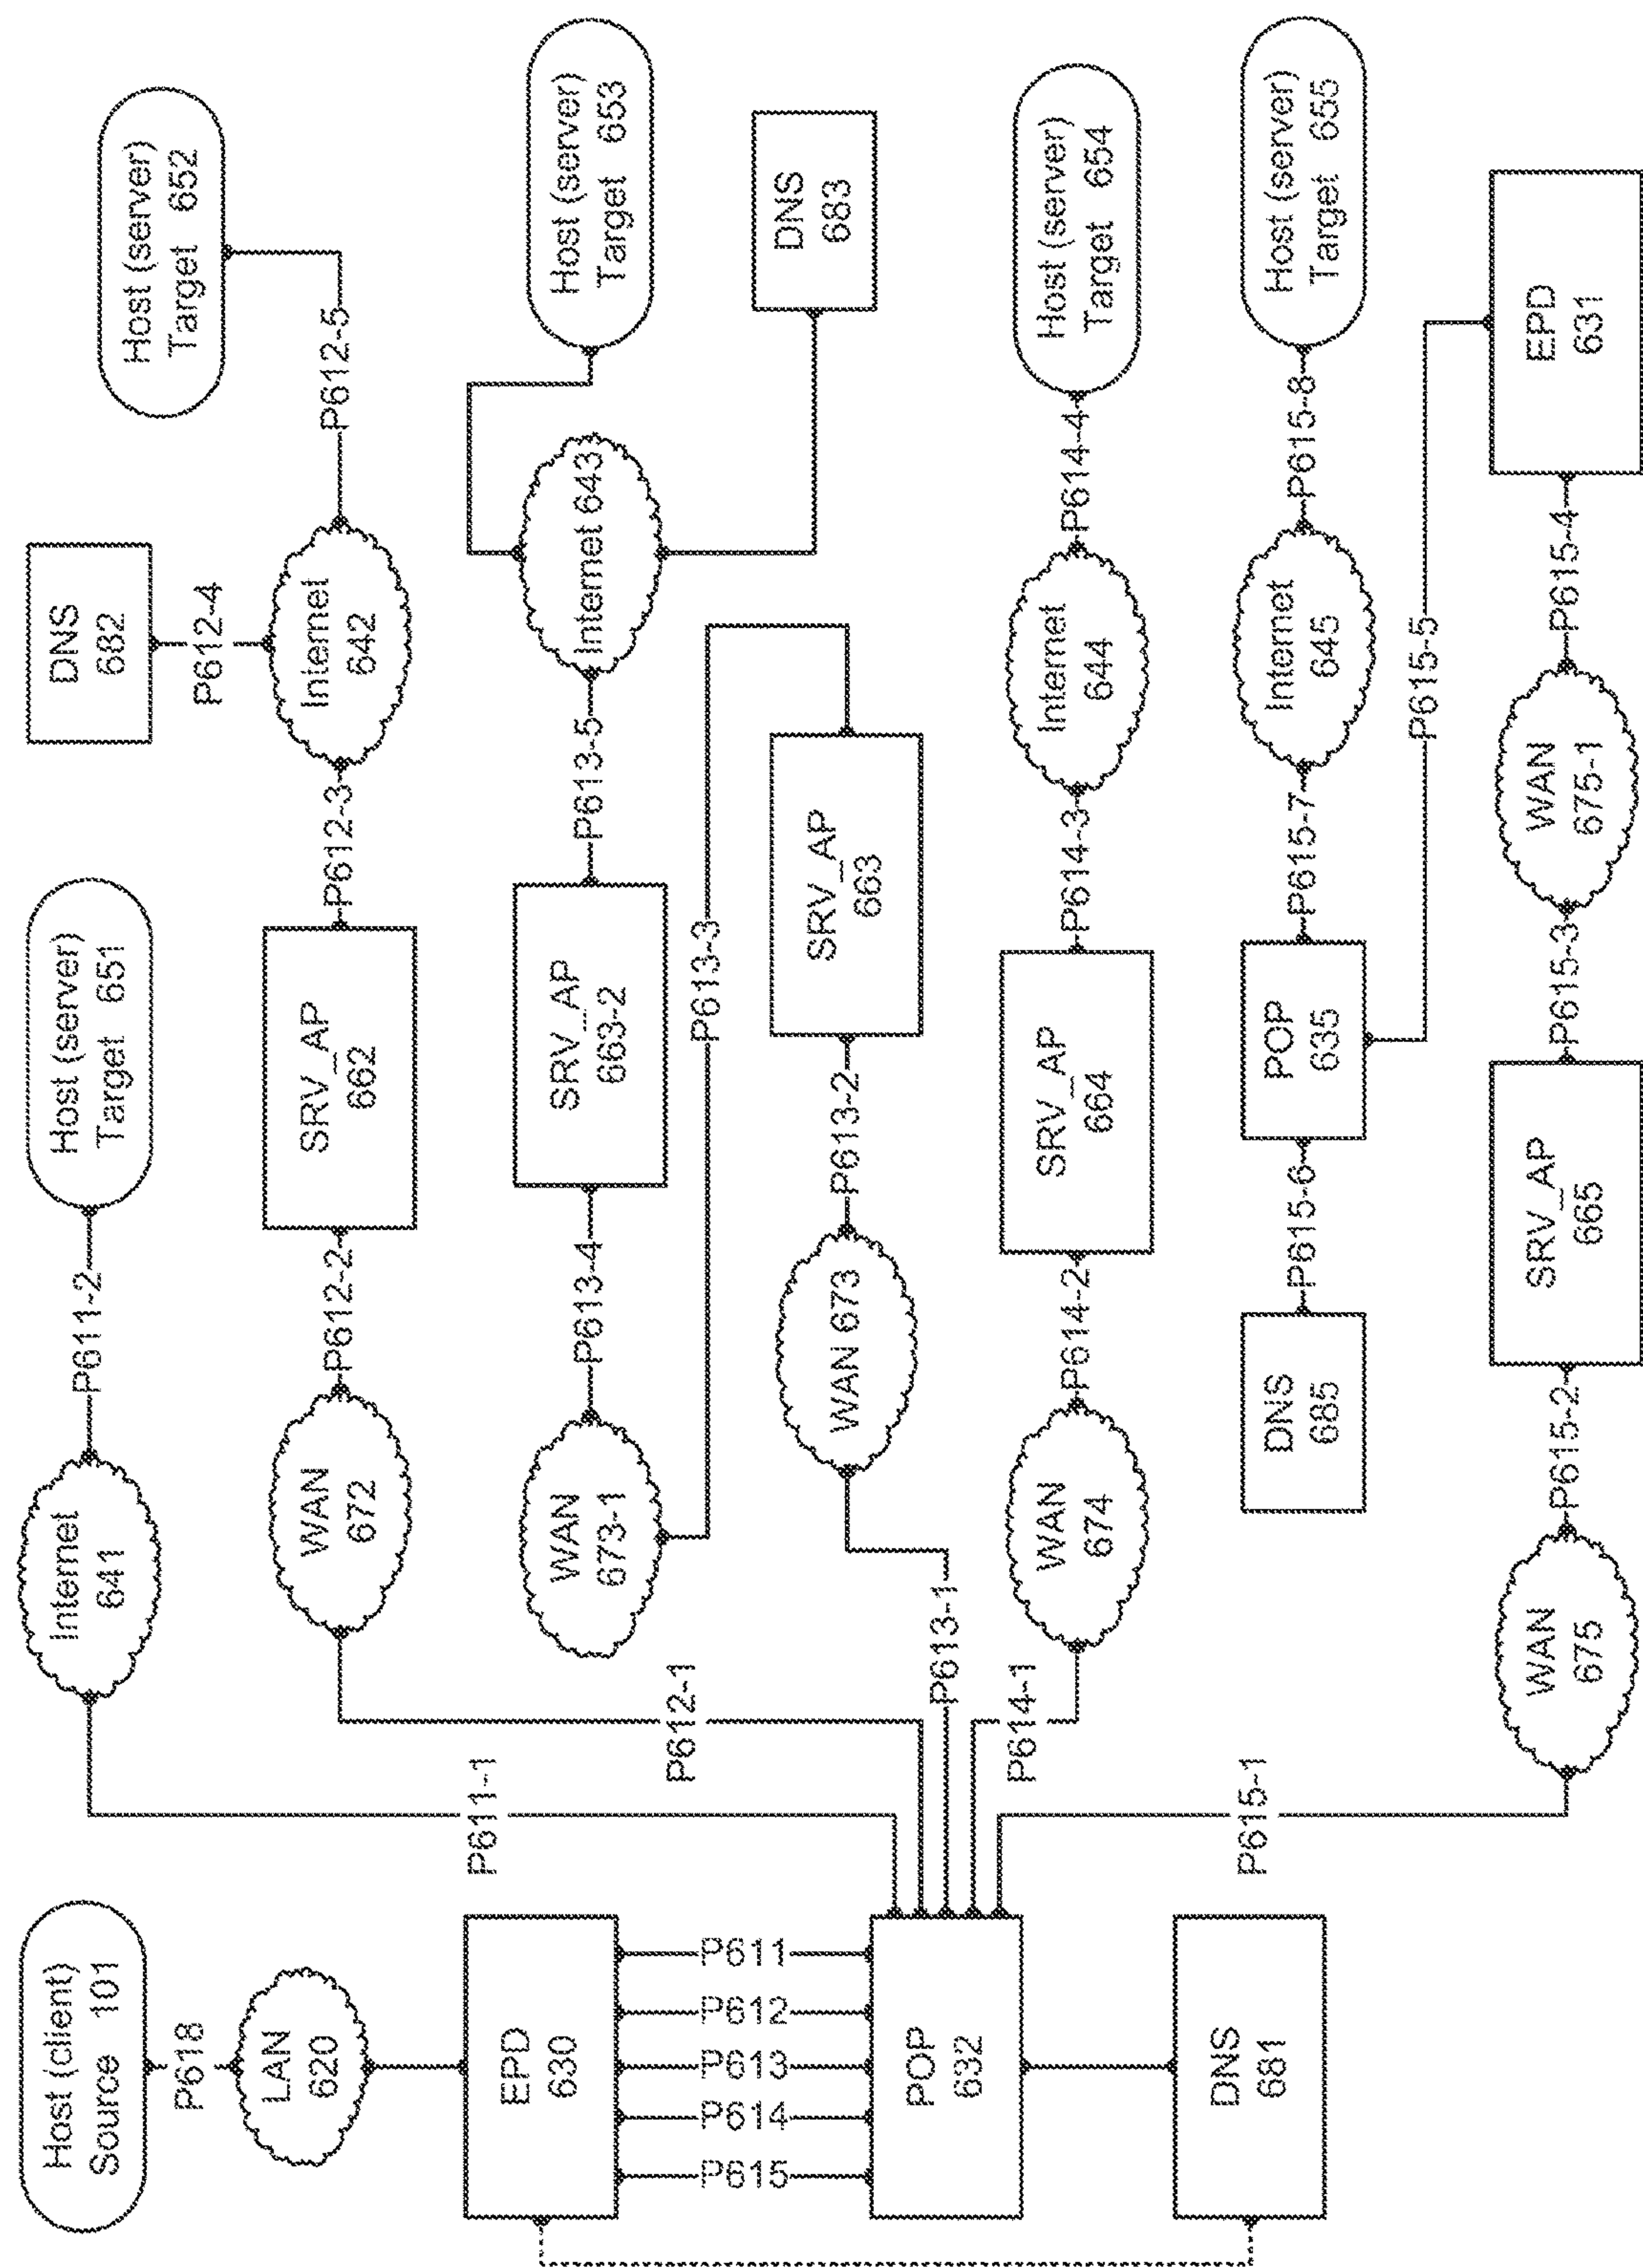 Host (client)
Source 101
P618
LAN
620
EPD
630
P611
P612
P613
P614
P615
POP
632
DNS
681
P611-1
Internet
641
P611-2
Host (server)
Target 651
P612-1
WAN
672
P612-2
SRV_AP
662
P612-3
Internet
642
P612-4
DNS
682
P612-5
Host (server)
Target 652
P613-1
WAN 673
P613-2
SRV_AP
663
P613-3
WAN
673-1
P613-4
SRV_AP
663-2
P613-5
Internet 643
Host (server)
Target 653
DNS
683
P614-1
WAN
674
P614-2
SRV_AP
664
P614-3
Internet
644
P614-4
Host (server)
Target 654
P615-1
WAN
675
P615-2
SRV_AP
665
P615-3
WAN
675-1
P615-4
EPD
631
P615-5
POP
635
P615-6
DNS
685
P615-7
Internet
645
P615-8
Host (server)
Target 655